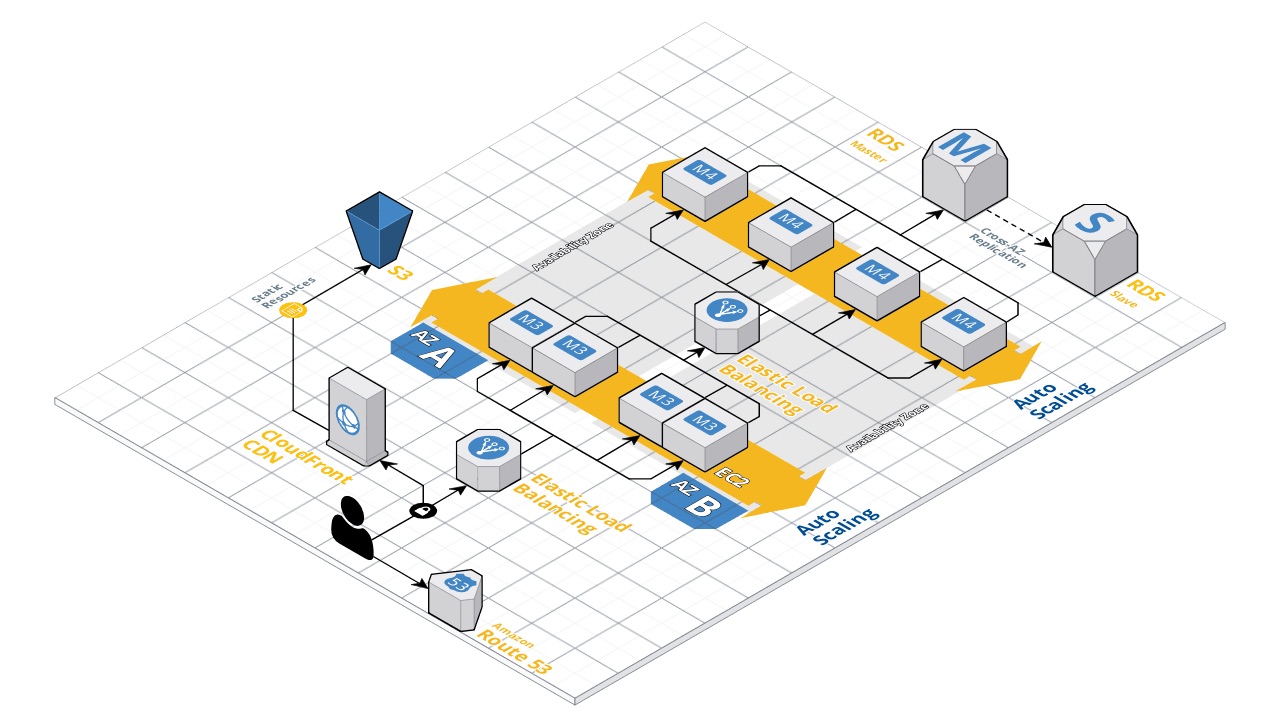 RDS
Master
M
M4
M4
S
Cross-AZ
Replication
RDS
Slave
Availability Zone
M4
M4
S3
Static
Resources
M3
M3
AZ A
Elastic Load
Balancing
Auto
Scaling
M3
M3
Availability Zone
CloudFront
CDN
EC2
AZ B
Elastic Load
Balancing
Auto
Scaling
53
Amazon
Route 53